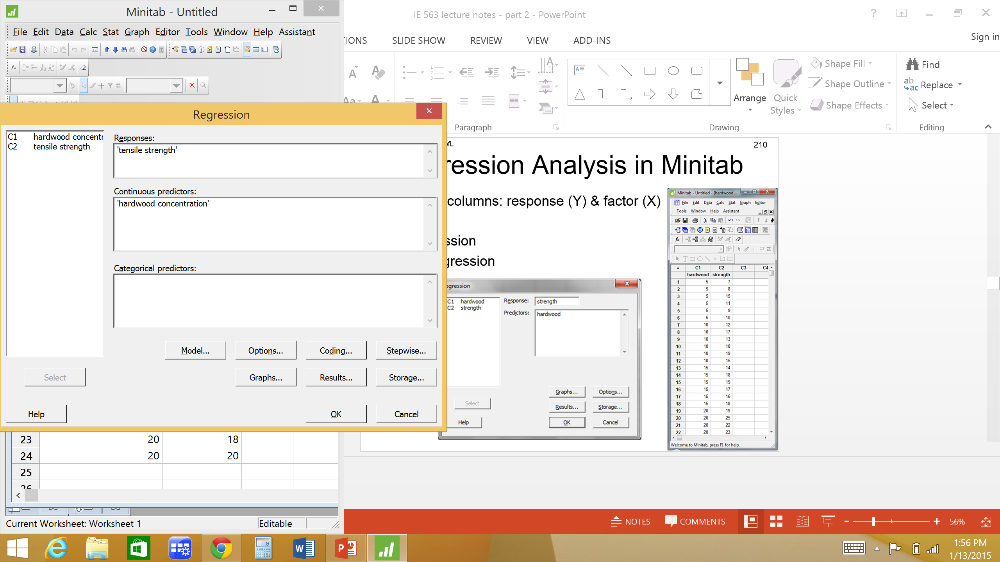 Minitab - Untitled
File Edit Data Calc Stat Graph Editor Tools Window Help Assistant
Regression
C1 hardwood concentr
C2 tensile strength
Responses:
'tensile strength'
Continuous predictors:
'hardwood concentration'
Categorical predictors:
Model... Options... Coding... Stepwise...
Select Graphs... Results... Storage...
Help OK Cancel
23 20 18
24 20 20
25
26
Current Worksheet: Worksheet 1 Editable
IE 563 lecture notes - part 2 - PowerPoint
Sign in
TIONS SLIDE SHOW REVIEW VIEW ADD-INS
Arrange
Quick
Styles
Shape Fill
Shape Outline
Shape Effects
Find
Replace
Select
Paragraph Drawing Editing
ofL 210
ression Analysis in Minitab
columns: response (Y) & factor (X)
ssion
gression
egression
C1 hardwood
C2 strength
Response: strength
Predictors: hardwood
Graphs... Options...
Select Results... Storage...
Help OK Cancel
Minitab - Untitled - [hardwood....
File Edit Data Calc Stat Graph Editor
Tools Window Help Assistant
C1 C2 C3 C4
hardwood strength
1 5 7
2 5 8
3 5 15
4 5 11
5 5 9
6 5 10
7 10 12
8 10 17
9 10 13
10 10 18
11 10 19
12 10 15
13 15 14
14 15 18
15 15 19
16 15 17
17 15 16
18 15 18
19 20 19
20 20 25
21 20 22
22 20 23
Welcome to Minitab, press F1 for help.
NOTES COMMENTS 56%
1:56 PM
1/13/2015